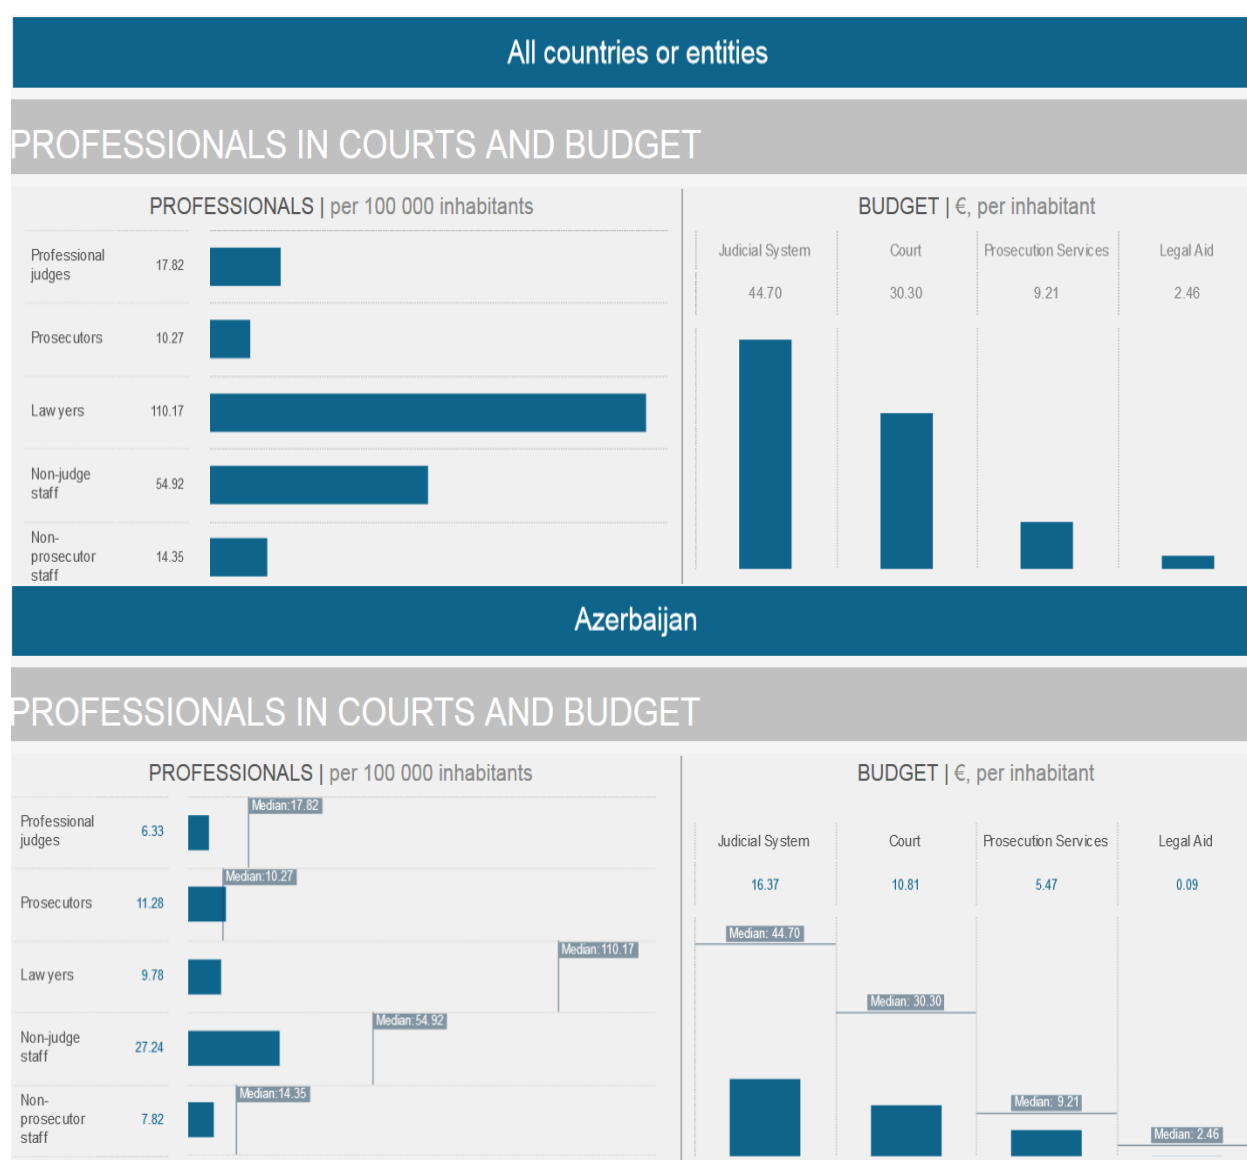 All countries or entities
PROFESSIONALS IN COURTS AND BUDGET
PROFESSIONALS | per 100 000 inhabitants
Professional
judges
17.82
Prosecutors
10.27
Lawyers
110.17
Non-judge
staff
54.92
Non-
prosecutor
staff
14.35
BUDGET | €, per inhabitant
Judicial System Court Prosecution Services Legal Aid
44.70 30.30 9.21 2.46
Azerbaijan
PROFESSIONALS IN COURTS AND BUDGET
PROFESSIONALS | per 100 000 inhabitants
Professional
judges
6.33
Median:17.82
Prosecutors
11.28
Median:10.27
Lawyers
9.78
Median:110.17
Non-judge
staff
27.24
Median:54.92
Non-
prosecutor
staff
7.82
Median:14.35
BUDGET | €, per inhabitant
Judicial System Court Prosecution Services Legal Aid
16.37 10.81 5.47 0.09
Median: 44.70
Median: 30.30
Median: 9.21
Median: 2.46